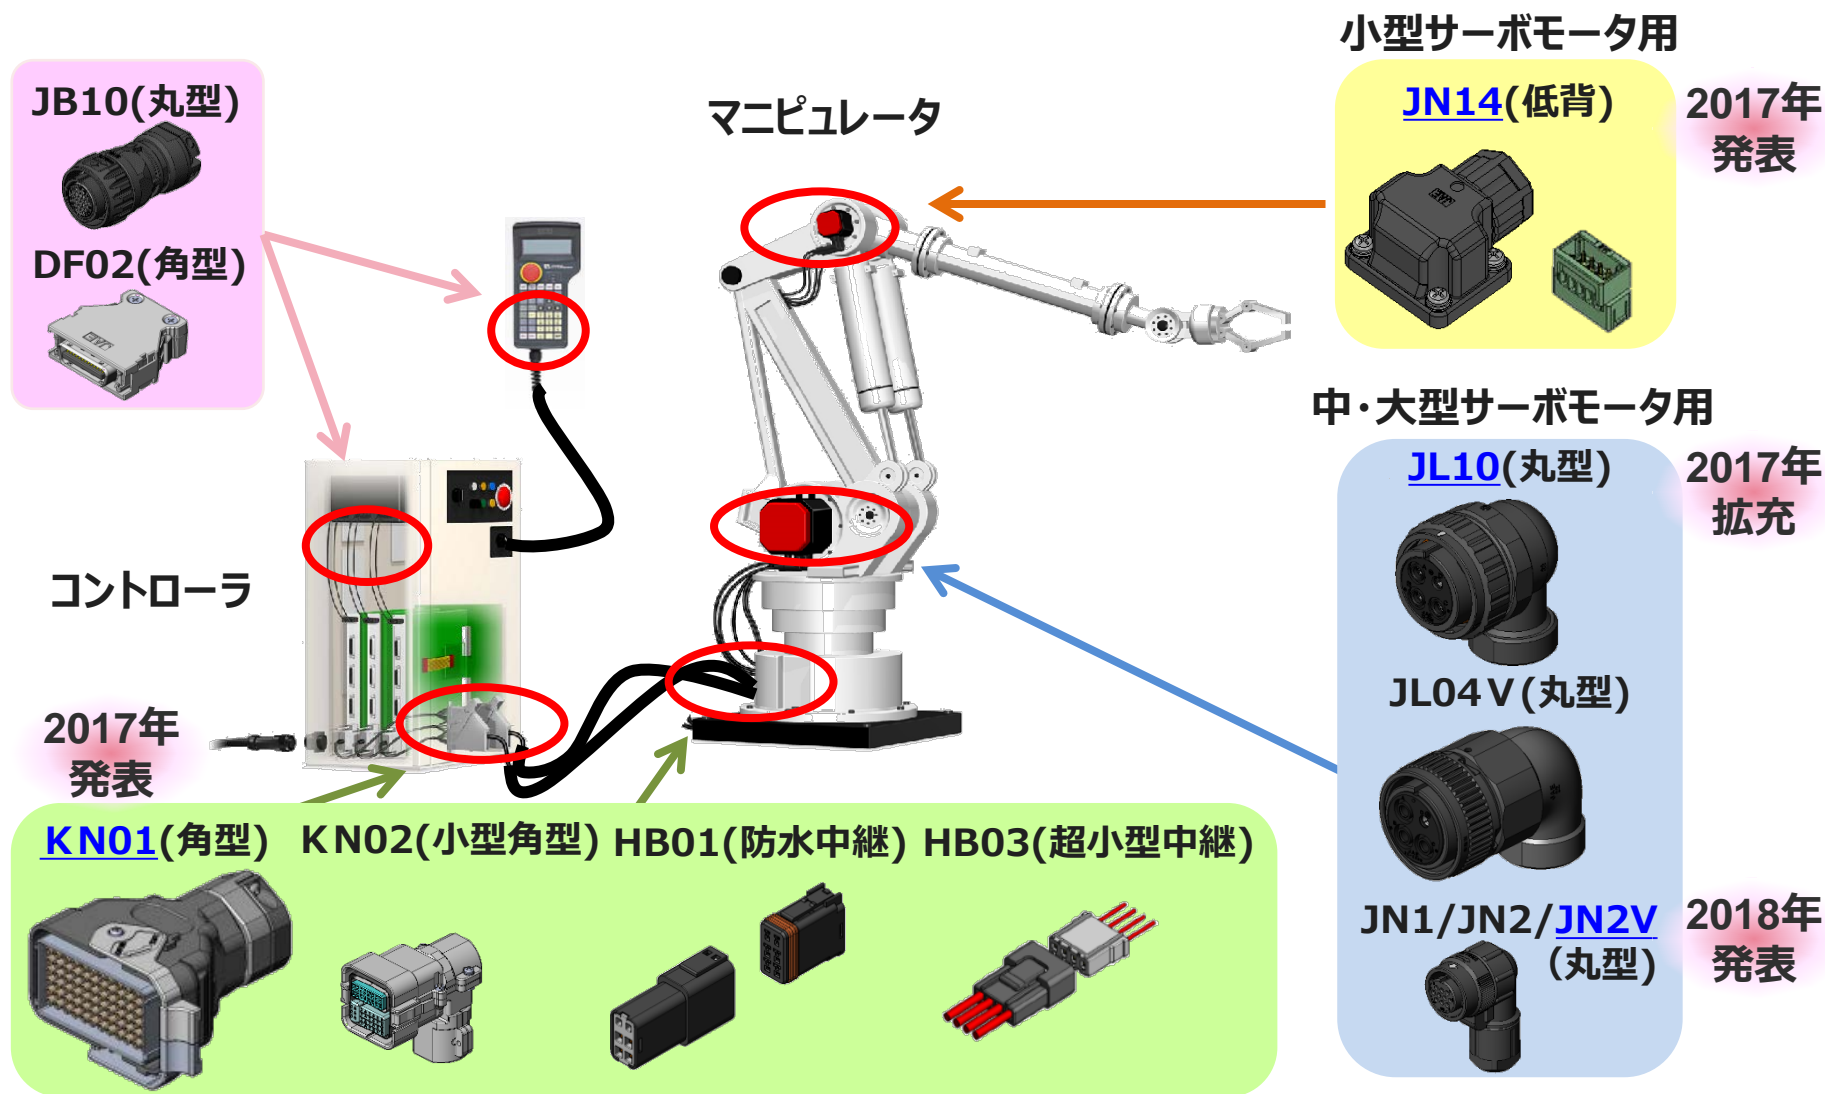 小型サーボモータ用
JB10(丸型)
DF02(角型)
マニピュレータ
JN14(低背)
2017年
発表
中・大型サーボモータ用
JL10(丸型)
2017年
拡充
コントローラ
JL04V(丸型)
2017年
発表
KN01(角型)
KN02(小型角型)
HB01(防水中継)
HB03(超小型中継)
JN1/JN2/JN2V
(丸型)
2018年
発表